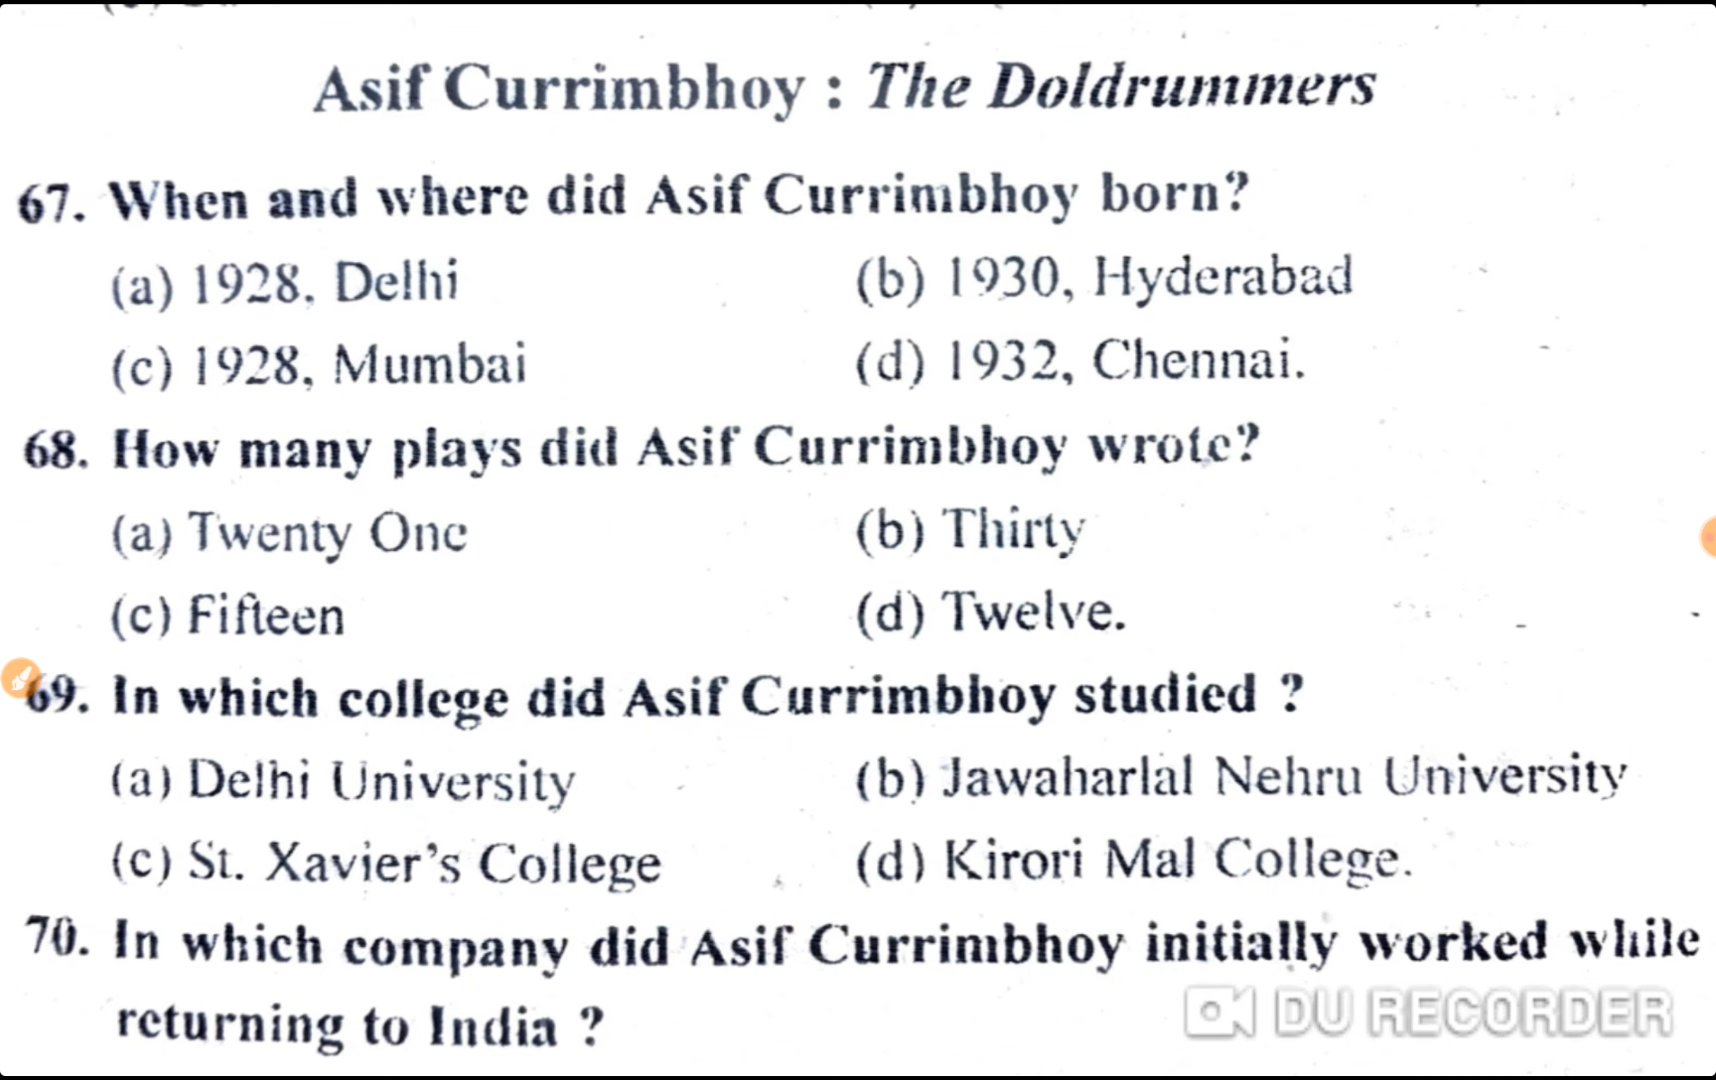 Asif Currimbhoy : The Doldrummers
67. When and where did Asif Currimbhoy born?
(a) 1928, Delhi (b) 1930, Hyderabad
(c) 1928, Mumbai (d) 1932, Chennai.
68. How many plays did Asif Currimbhoy wrote?
(a) Twenty One (b) Thirty
(c) Fifteen (d) Twelve.
69. In which college did Asif Currimbhoy studied ?
(a) Delhi University (b) Jawaharlal Nehru University
(c) St. Xavier's College (d) Kirori Mal College.
70. In which company did Asif Currimbhoy initially worked while
returning to India ?
DU RECORDER